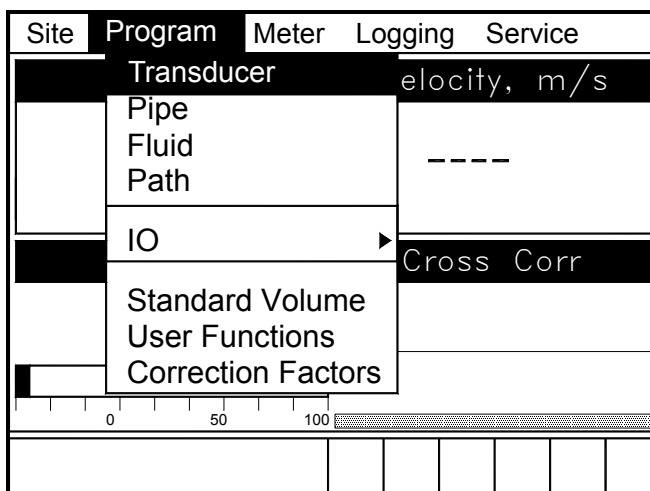 Site Program Meter Logging Service
Transducer
elocity, m/s
Pipe
Fluid
----
Path
IO
Cross Corr
Standard Volume
User Functions
Correction Factors
0 50 100